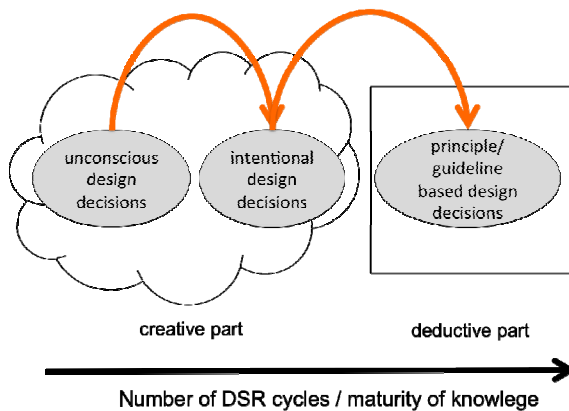 unconscious
design
decisions
intentional
design
decisions
principle/
guideline
based design
decisions
creative part
deductive part
Number of DSR cycles / maturity of knowlege